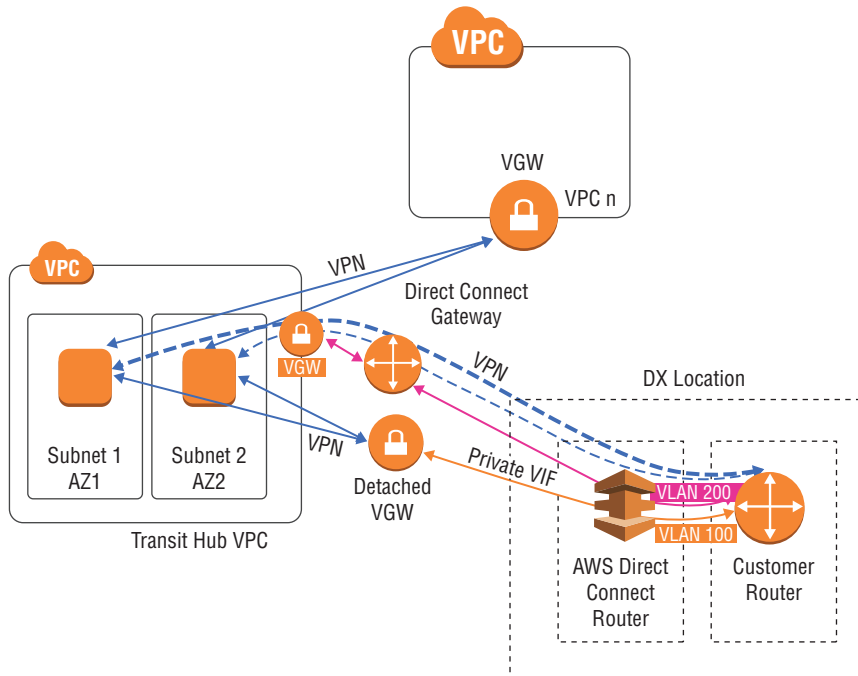 VPC
VGW
VPC n
VPC
VPN
Direct Connect
Gateway
VGW
VPN
DX Location
Subnet 1
AZ1
Subnet 2
AZ2
VPN
Detached
VGW
Private VIF
VLAN 200
VLAN 100
Transit Hub VPC
AWS Direct
Connect
Router
Customer
Router